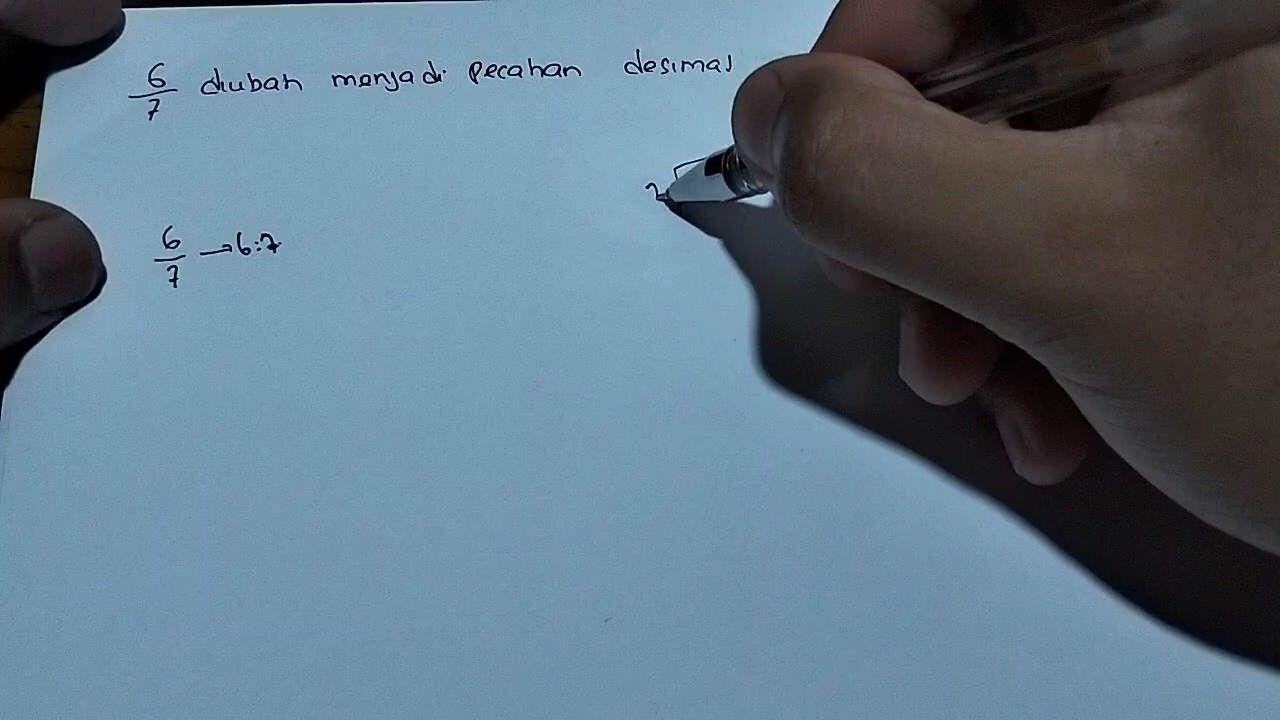 6/7 diubah menjadi pecahan desimal
6/7 → 6:7